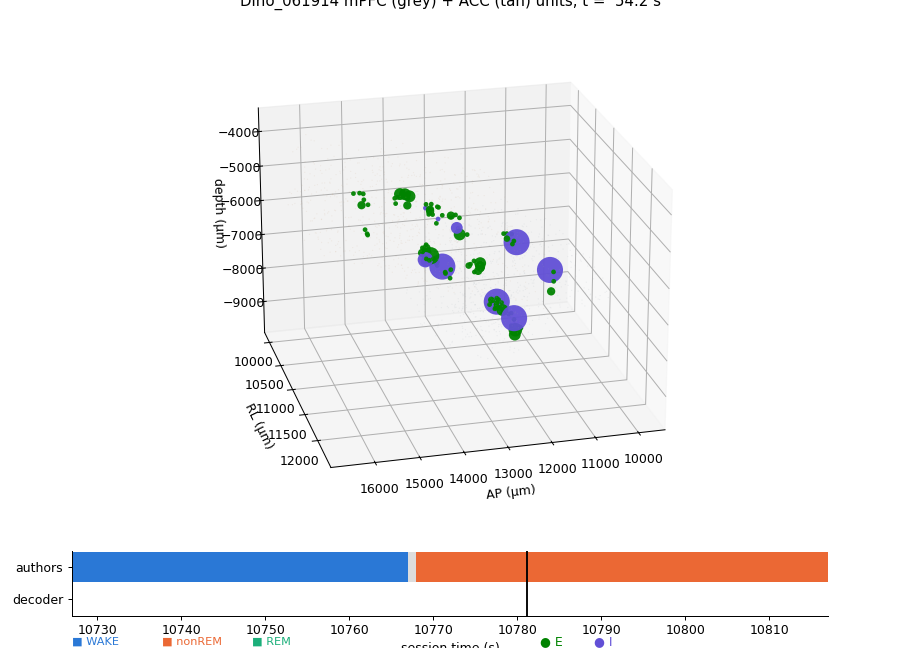 Dino_061914 mPFC (grey) + ACC (tan) units, t = 54.2 s
−4000
−5000
−6000
−7000
−8000
−9000
depth (μm)
10000
10500
11000
11500
12000
RL (μm)
16000 15000 14000 13000 12000 11000 10000
AP (μm)
authors
decoder
10730 10740 10750 10760 10770 10780 10790 10800 10810
session time (s)
WAKE nonREM REM E I